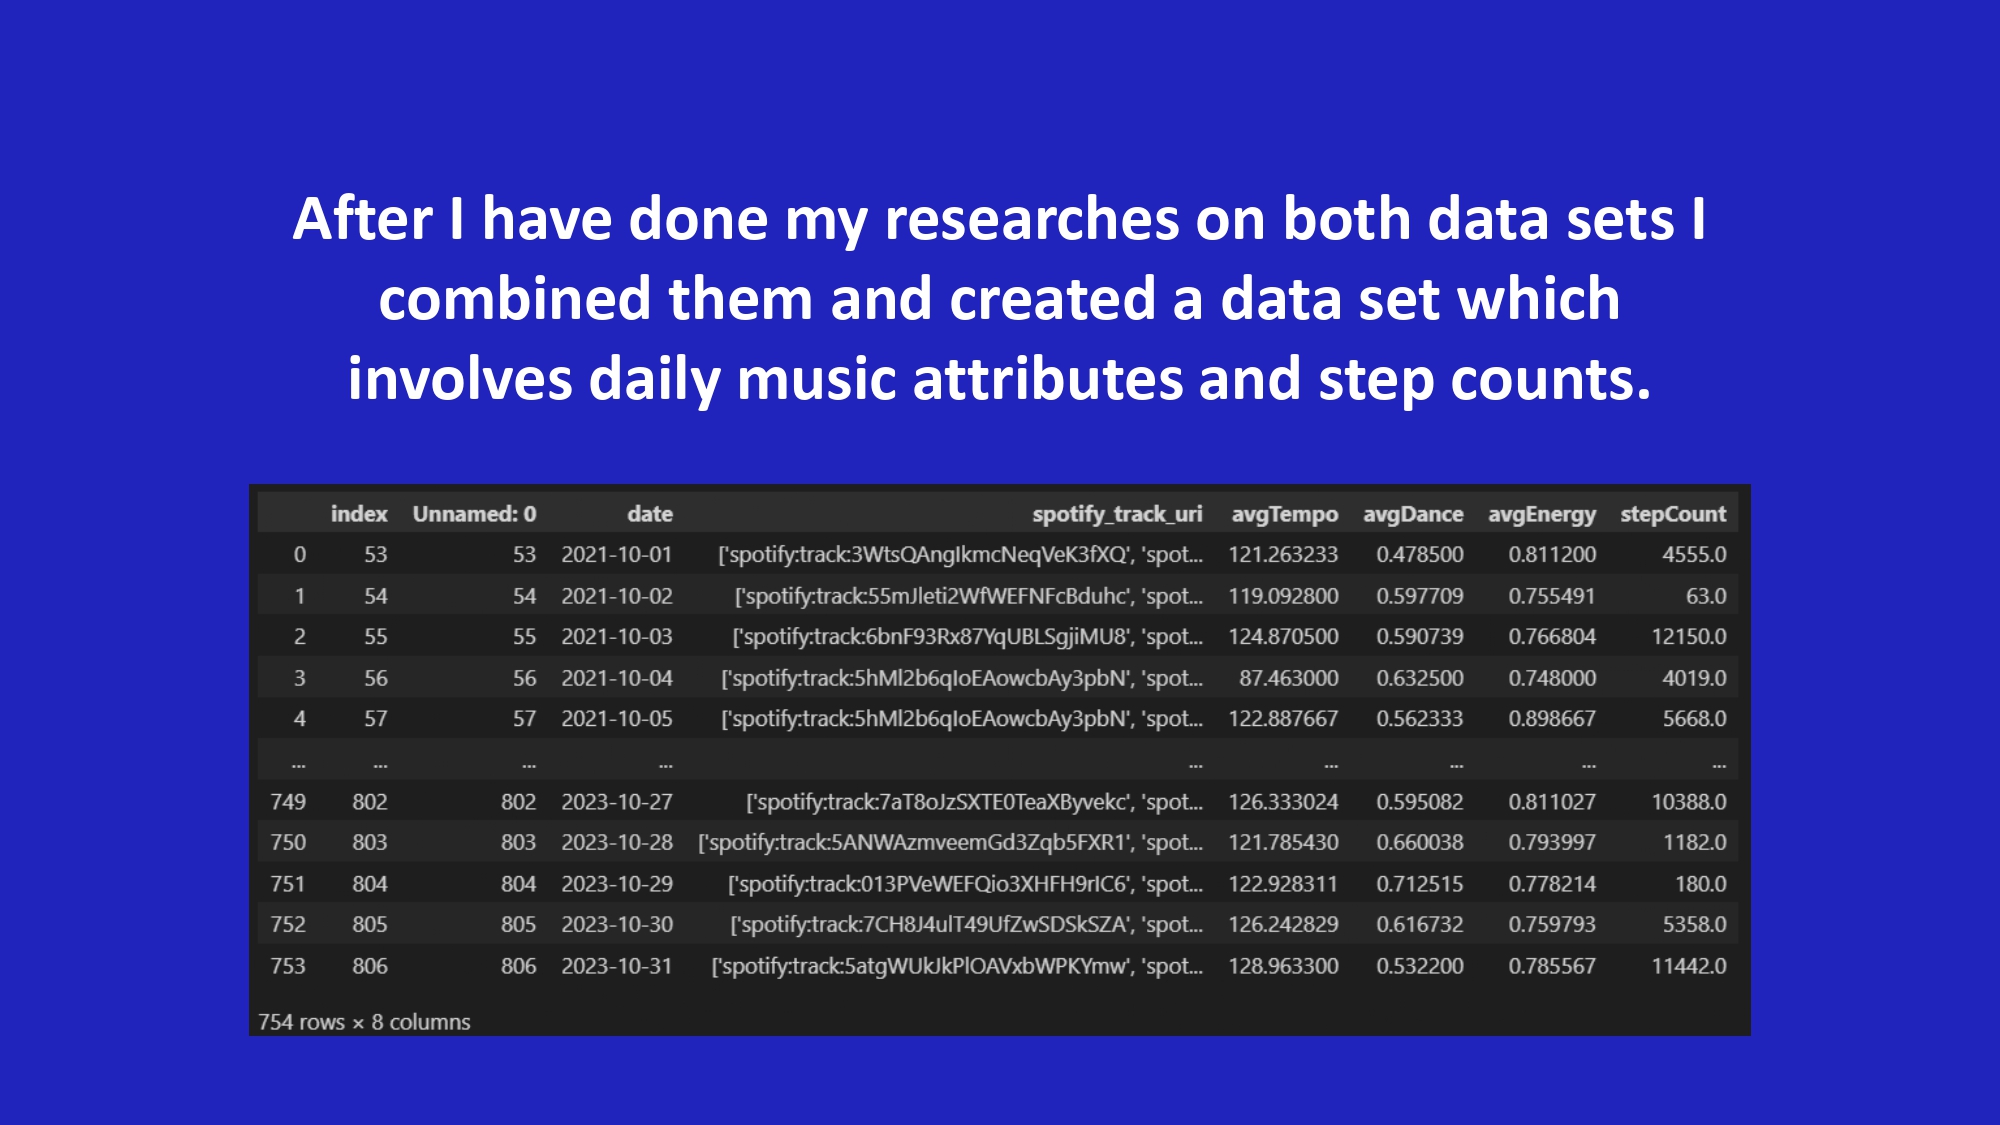 After I have done my researches on both data sets I
combined them and created a data set which
involves daily music attributes and step counts.
index Unnamed: 0 date spotify_track_uri avgTempo avgDance avgEnergy stepCount
0 53 53 2021-10-01 ['spotify:track:3WtsQAngIkmcNeqVeK3fXQ', 'spot... 121.263233 0.478500 0.811200 4555.0
1 54 54 2021-10-02 ['spotify:track:55mJleti2WfWEFNFcBduhc', 'spot... 119.092800 0.597709 0.755491 63.0
2 55 55 2021-10-03 ['spotify:track:6bnF93Rx87YqUBLSgjiMU8', 'spot... 124.870500 0.590739 0.766804 12150.0
3 56 56 2021-10-04 ['spotify:track:5hMl2b6qIoEAowcbAy3pbN', 'spot... 87.463000 0.632500 0.748000 4019.0
4 57 57 2021-10-05 ['spotify:track:5hMl2b6qIoEAowcbAy3pbN', 'spot... 122.887667 0.562333 0.898667 5668.0
... ... ... ... ... ... ... ... ...
749 802 802 2023-10-27 ['spotify:track:7aT8oJzSXTE0TeaXByvekc', 'spot... 126.333024 0.595082 0.811027 10388.0
750 803 803 2023-10-28 ['spotify:track:5ANWAzmveemGd3Zqb5FXR1', 'spot... 121.785430 0.660038 0.793997 1182.0
751 804 804 2023-10-29 ['spotify:track:013PVeWEFQio3XHFH9rIC6', 'spot... 122.928311 0.712515 0.778214 180.0
752 805 805 2023-10-30 ['spotify:track:7CH8J4ulT49UfZwSDSkSZA', 'spot... 126.242829 0.616732 0.759793 5358.0
753 806 806 2023-10-31 ['spotify:track:5atgWUkJkPlOAVxbWPKYmw', 'spot... 128.963300 0.532200 0.785567 11442.0
754 rows × 8 columns